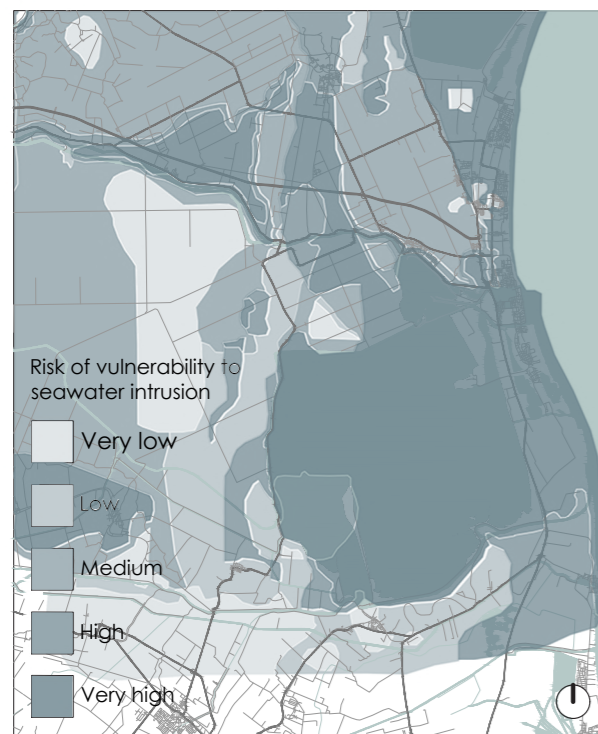 Risk of vulnerability to
seawater intrusion
Very low
Low
Medium
High
Very high